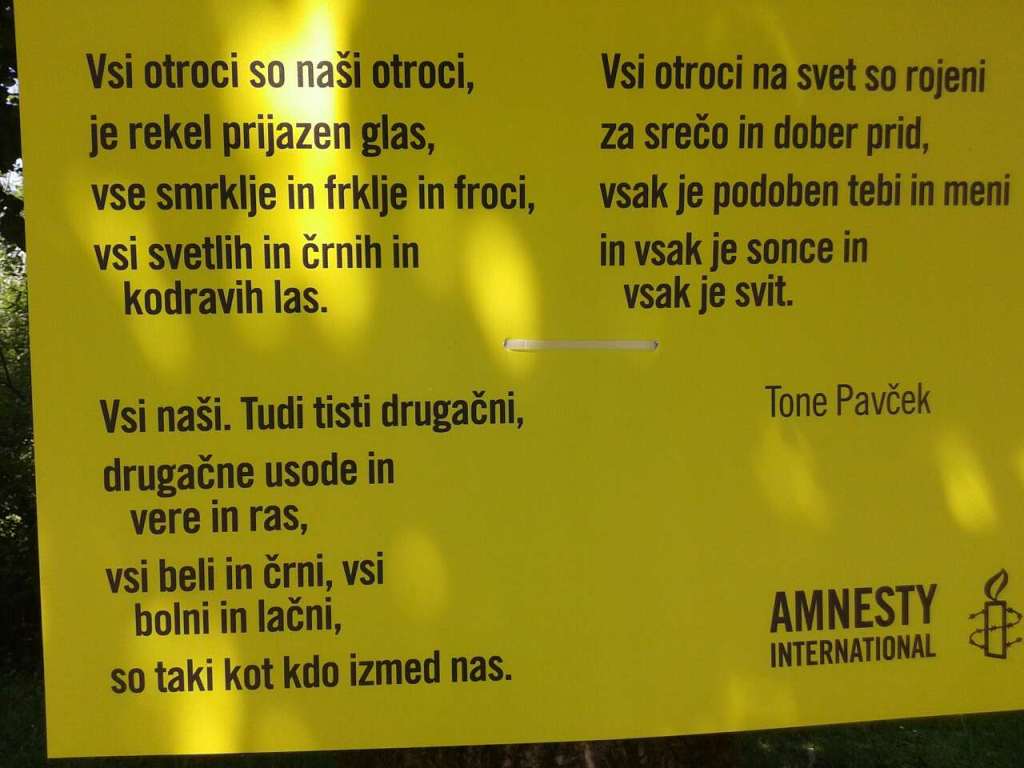 Vsi otroci so naši otroci,
je rekel prijazen glas,
vse smrklje in frklje in froci,
vsi svetlih in črnih in
kodravih las.
Vsi naši. Tudi tisti drugačni,
drugačne usode in
vere in ras,
vsi beli in črni, vsi
bolni in lačni,
so taki kot kdo izmed nas.
Vsi otroci na svet so rojeni
za srečo in dober prid,
vsak je podoben tebi in meni
in vsak je sonce in
vsak je svit.
Tone Pavček
AMNESTY
INTERNATIONAL